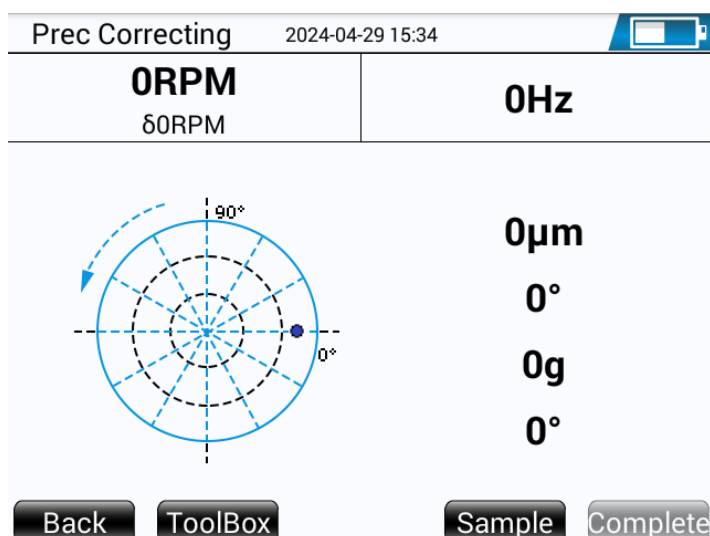 Prec Correcting 2024-04-29 15:34
0RPM
δ0RPM
0Hz
90°
0°
0μm
0°
0g
0°
Back ToolBox Sample Complete